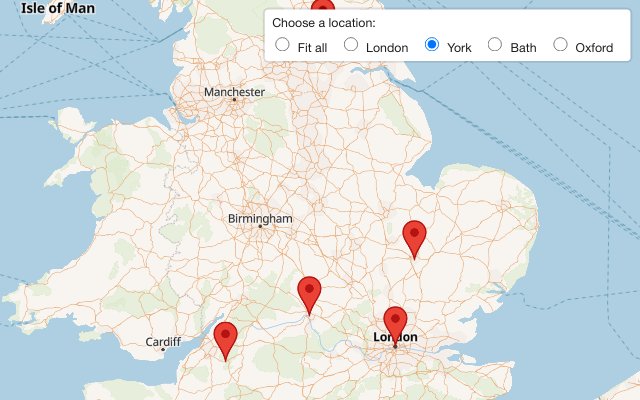 Isle of Man
Choose a location:
Fit all London York Bath Oxford
Manchester
Birmingham
Cardiff
London